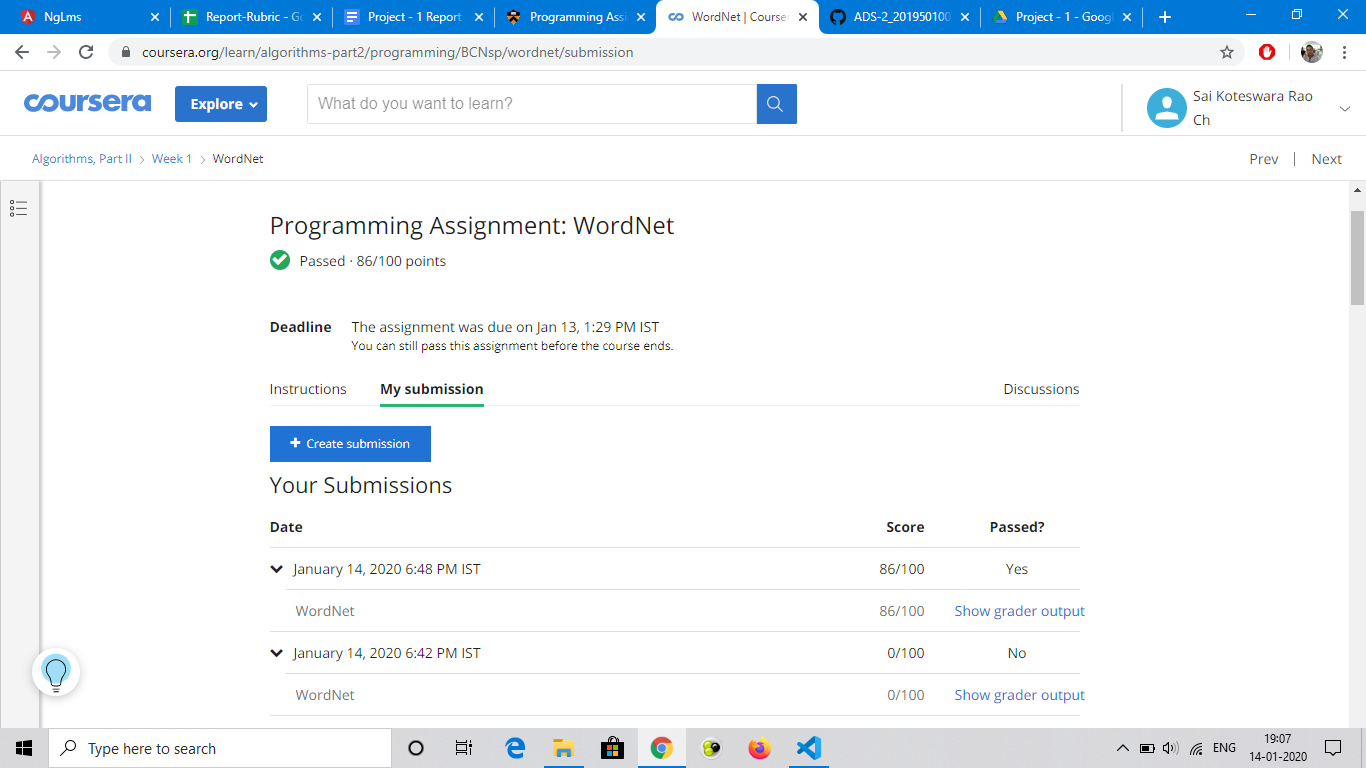 NgLms
Report-Rubric - Go
Project - 1 Report
Programming Assi
WordNet | Courser
ADS-2_201950100
Project - 1 - Googl
coursera.org/learn/algorithms-part2/programming/BCNsp/wordnet/submission
coursera
Explore
What do you want to learn?
Sai Koteswara Rao
Ch
Algorithms, Part II > Week 1 > WordNet
Prev | Next
Programming Assignment: WordNet
Passed · 86/100 points
Deadline The assignment was due on Jan 13, 1:29 PM IST
You can still pass this assignment before the course ends.
Instructions My submission Discussions
+ Create submission
Your Submissions
Date Score Passed?
January 14, 2020 6:48 PM IST 86/100 Yes
WordNet 86/100 Show grader output
January 14, 2020 6:42 PM IST 0/100 No
WordNet 0/100 Show grader output
Type here to search
ENG
19:07
14-01-2020